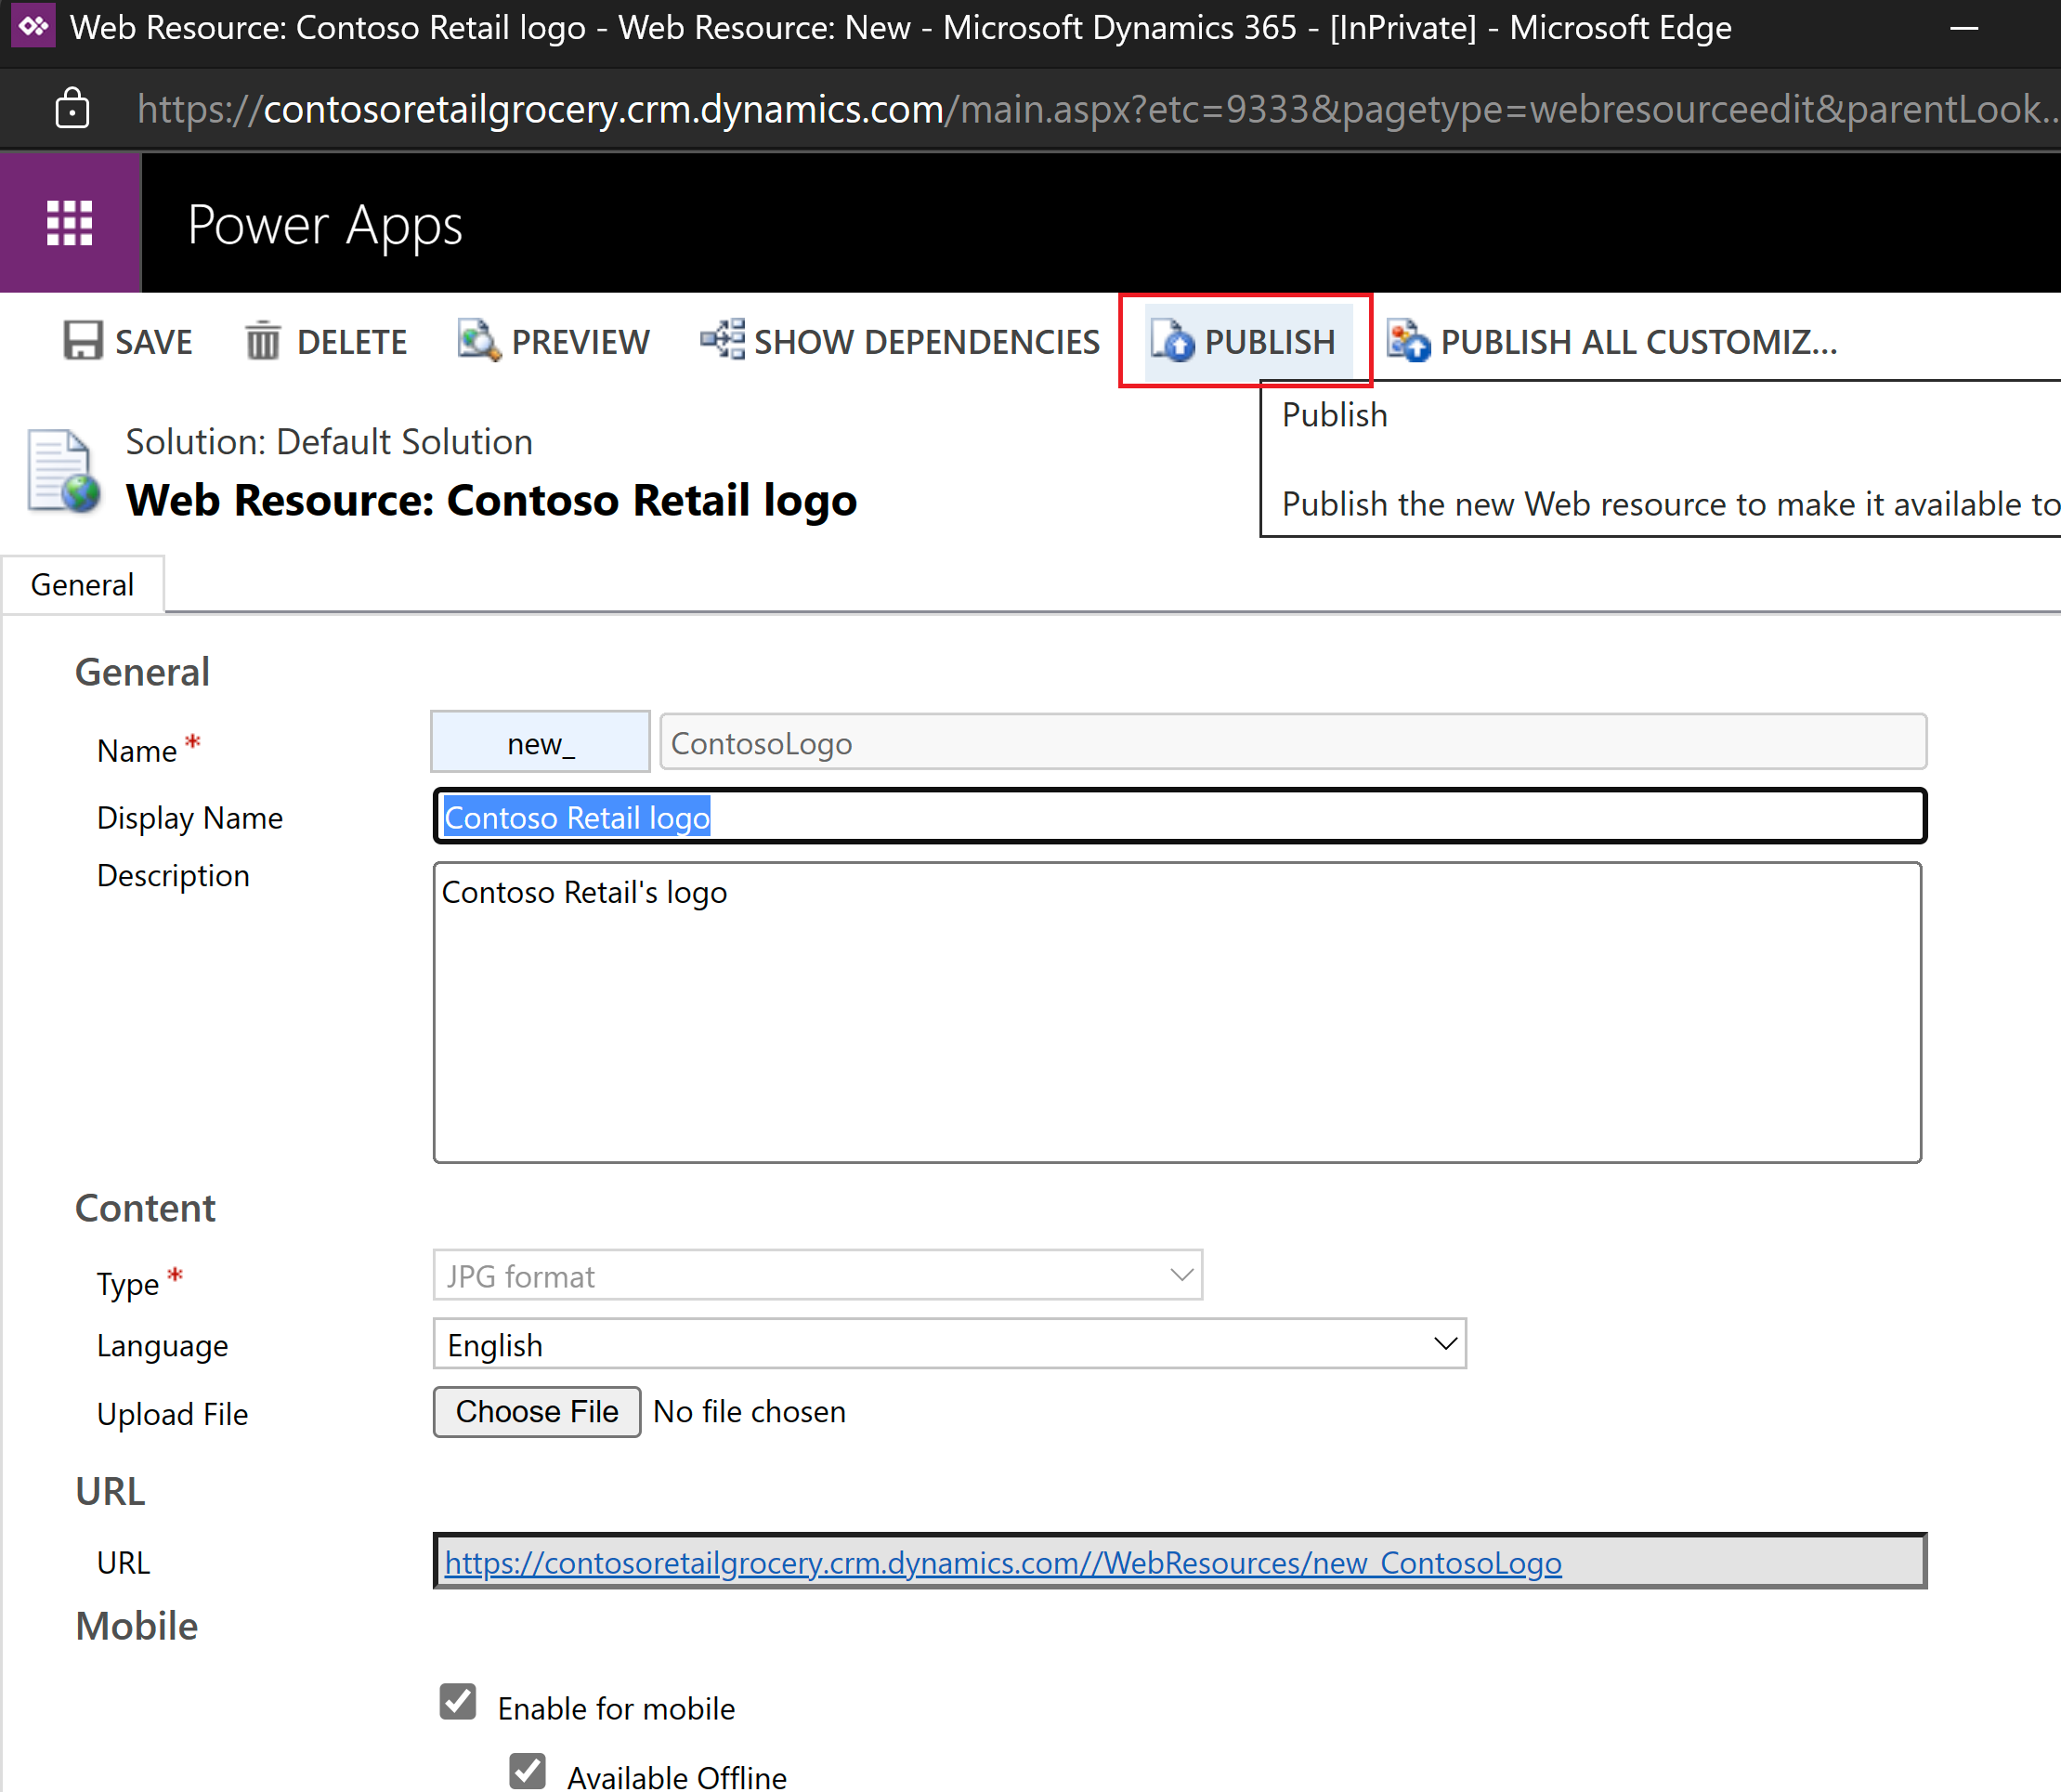 Web Resource: Contoso Retail logo - Web Resource: New - Microsoft Dynamics 365 - [InPrivate] - Microsoft Edge
https://contosoretailgrocery.crm.dynamics.com/main.aspx?etc=9333&pagetype=webresourceedit&parentLook...
Power Apps
SAVE DELETE PREVIEW SHOW DEPENDENCIES PUBLISH PUBLISH ALL CUSTOMIZ...
Publish
Publish the new Web resource to make it available to
Solution: Default Solution
Web Resource: Contoso Retail logo
General
General
Name * new_ ContosoLogo
Display Name Contoso Retail logo
Description Contoso Retail's logo
Content
Type * JPG format
Language English
Upload File Choose File No file chosen
URL
URL https://contosoretailgrocery.crm.dynamics.com//WebResources/new_ContosoLogo
Mobile
Enable for mobile
Available Offline